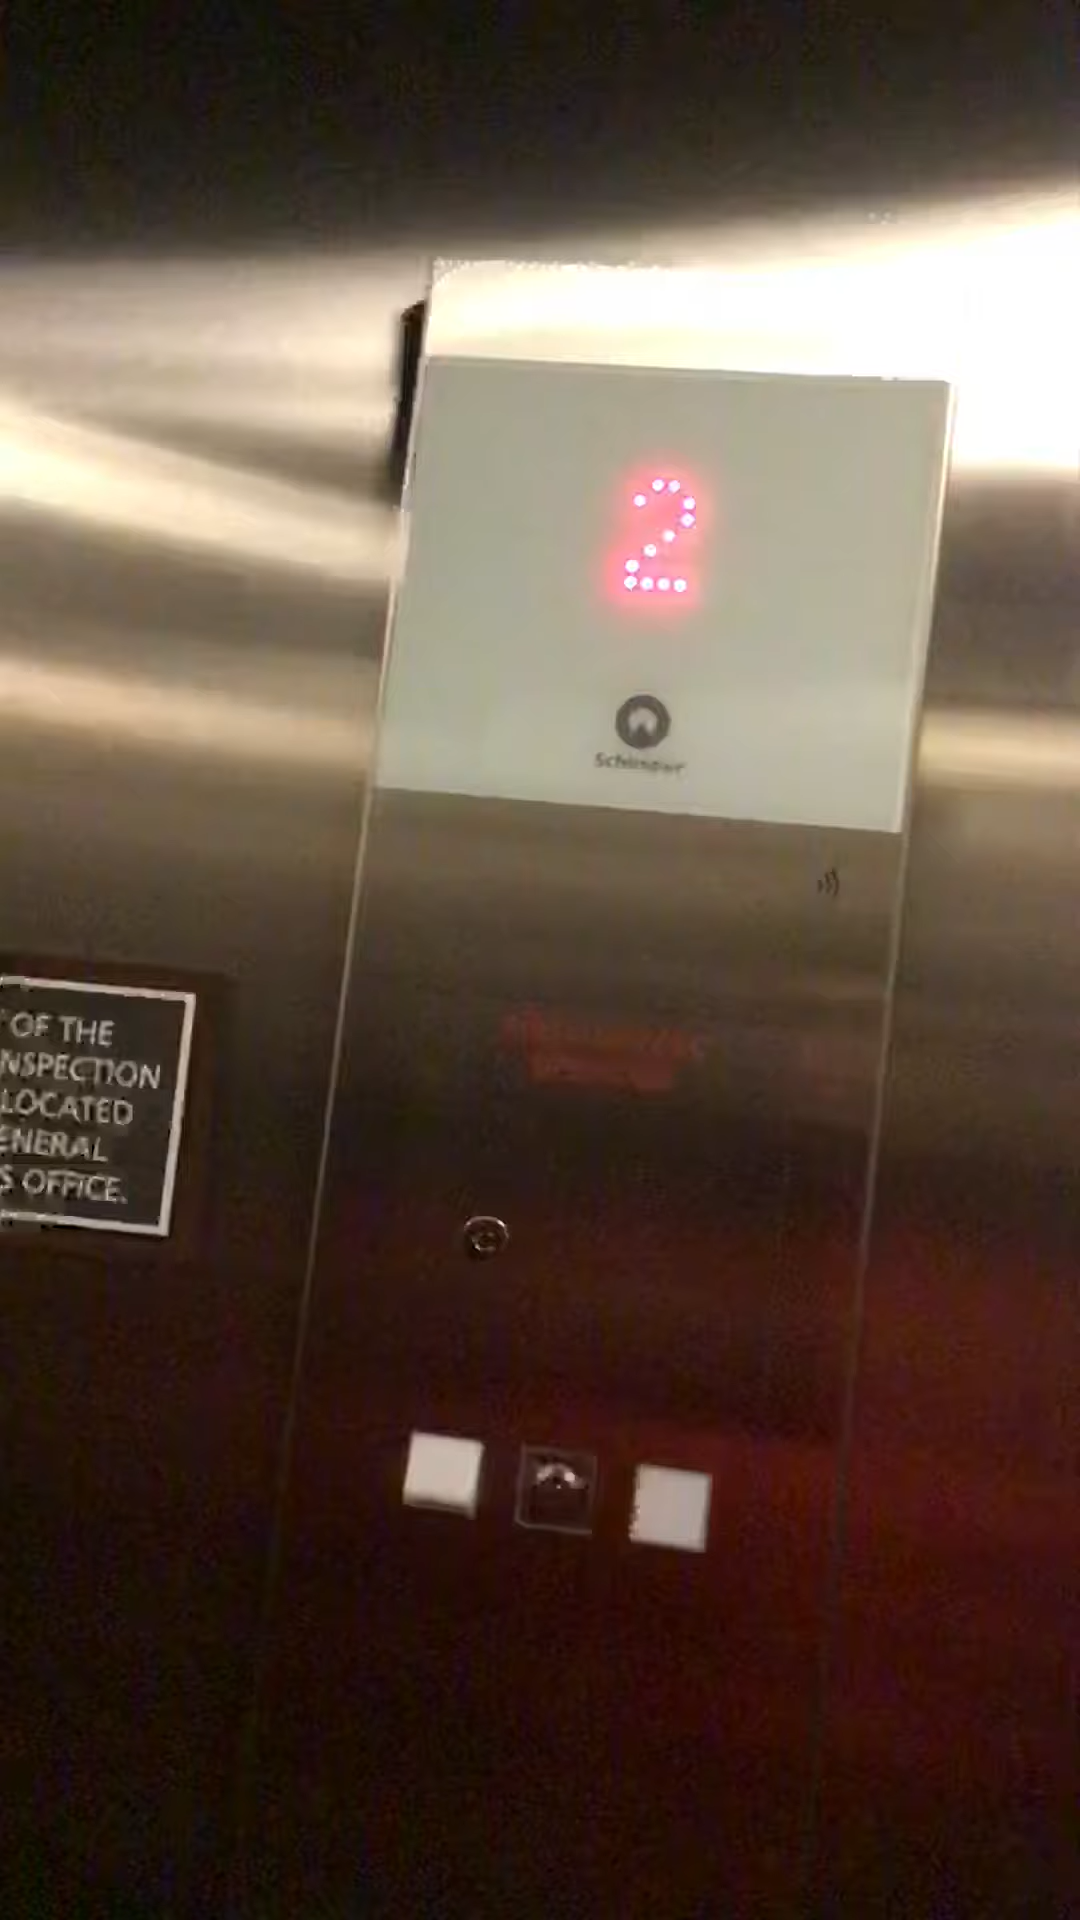 2
Schindler
OF THE
NSPECTION
LOCATED
ENERAL
S OFFICE.